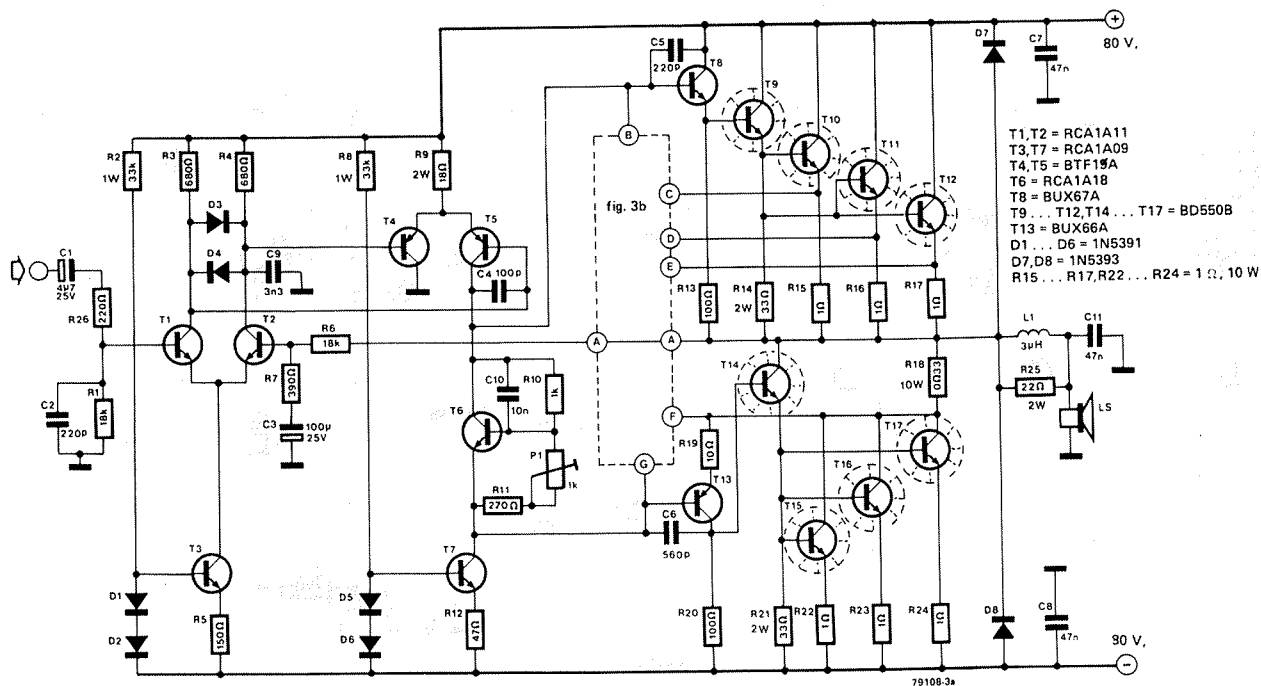 D7
C7
47n
+
80 V,
C5
220p
T8
T9
T10
T11
T12
T1,T2 = RCA1A11
T3,T7 = RCA1A09
T4,T5 = BTF19A
T6 = RCA1A18
T8 = BUX67A
T9 ... T12,T14 ... T17 = BD550B
T13 = BUX66A
D1 ... D6 = 1N5391
D7,D8 = 1N5393
R15 ... R17,R22 ... R24 = 1 Ω, 10 W
R2
1W
33k
R3
680Ω
R4
680Ω
R8
1W
33k
R9
2W
18Ω
B
fig. 3b
C
D
E
D3
D4
T4
T5
C1
4µ7
25V
R26
220Ω
C9
3n3
C4
100p
R13
100Ω
R14
2W
33Ω
R15
1Ω
R16
1Ω
R17
1Ω
T1
T2
R6
18k
A
A
L1
3µH
C11
47n
R7
390Ω
C2
220p
R1
18k
C3
100µ
25V
C10
10n
R10
1k
T6
P1
1k
R11
270Ω
T14
R18
10W
0Ω33
R25
22Ω
2W
LS
F
R19
10Ω
T17
T16
T15
G
T13
C6
560p
T3
T7
D1
D2
R5
150Ω
D5
D6
R12
47Ω
R20
100Ω
R21
2W
33Ω
R22
1Ω
R23
1Ω
R24
1Ω
D8
C8
47n
80 V,
−
79108-3a